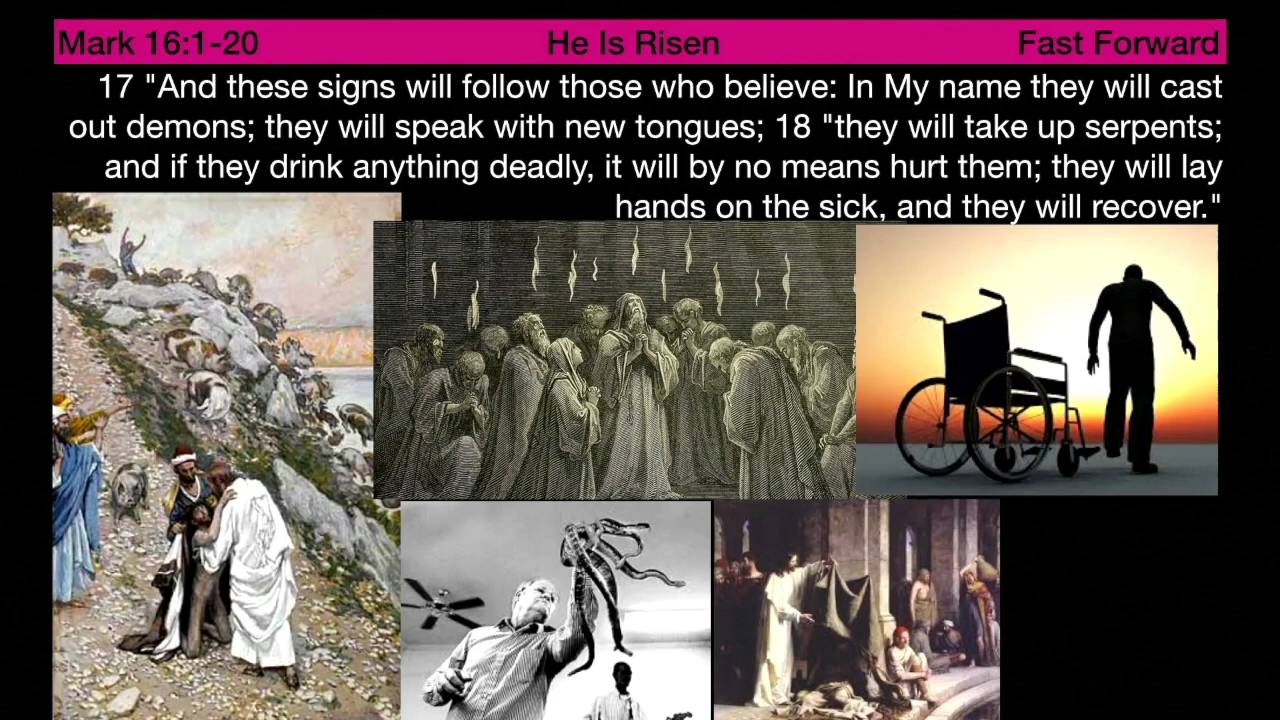 Mark 16:1-20 He Is Risen Fast Forward
17 "And these signs will follow those who believe: In My name they will cast
out demons; they will speak with new tongues; 18 "they will take up serpents;
and if they drink anything deadly, it will by no means hurt them; they will lay
hands on the sick, and they will recover."